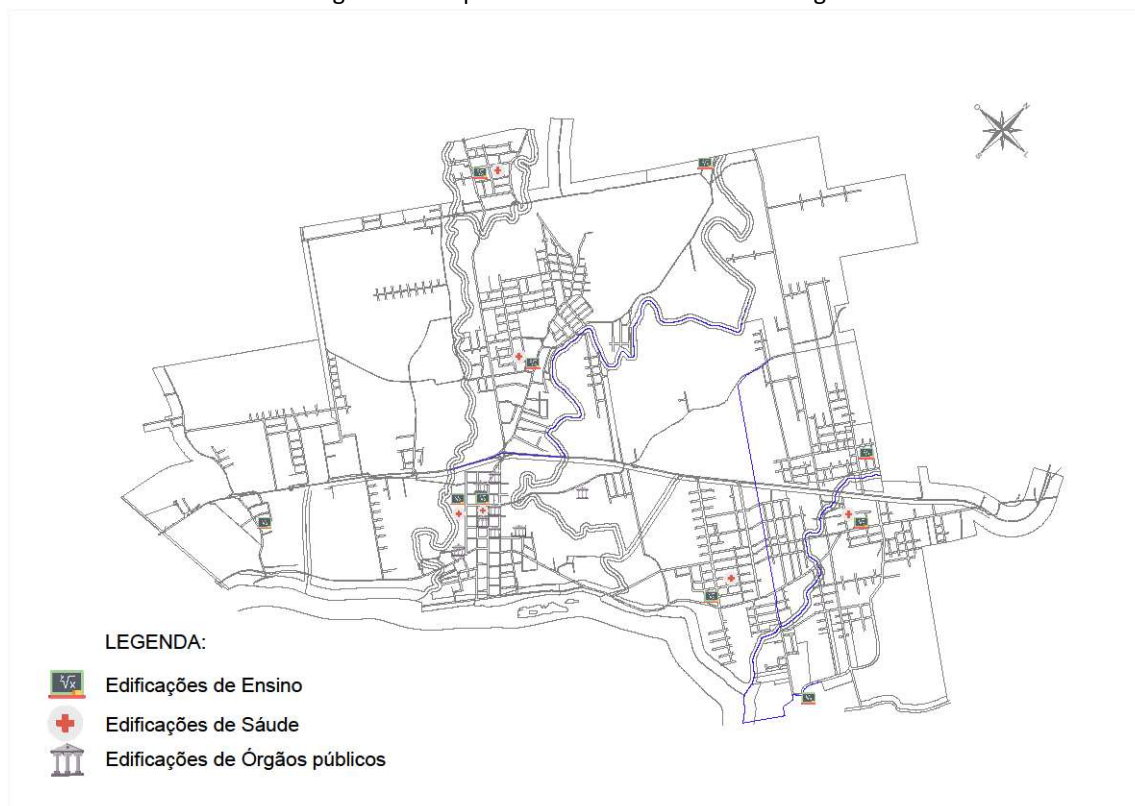 O
N
S
L
LEGENDA:
Edificações de Ensino
Edificações de Sáude
Edificações de Órgãos públicos